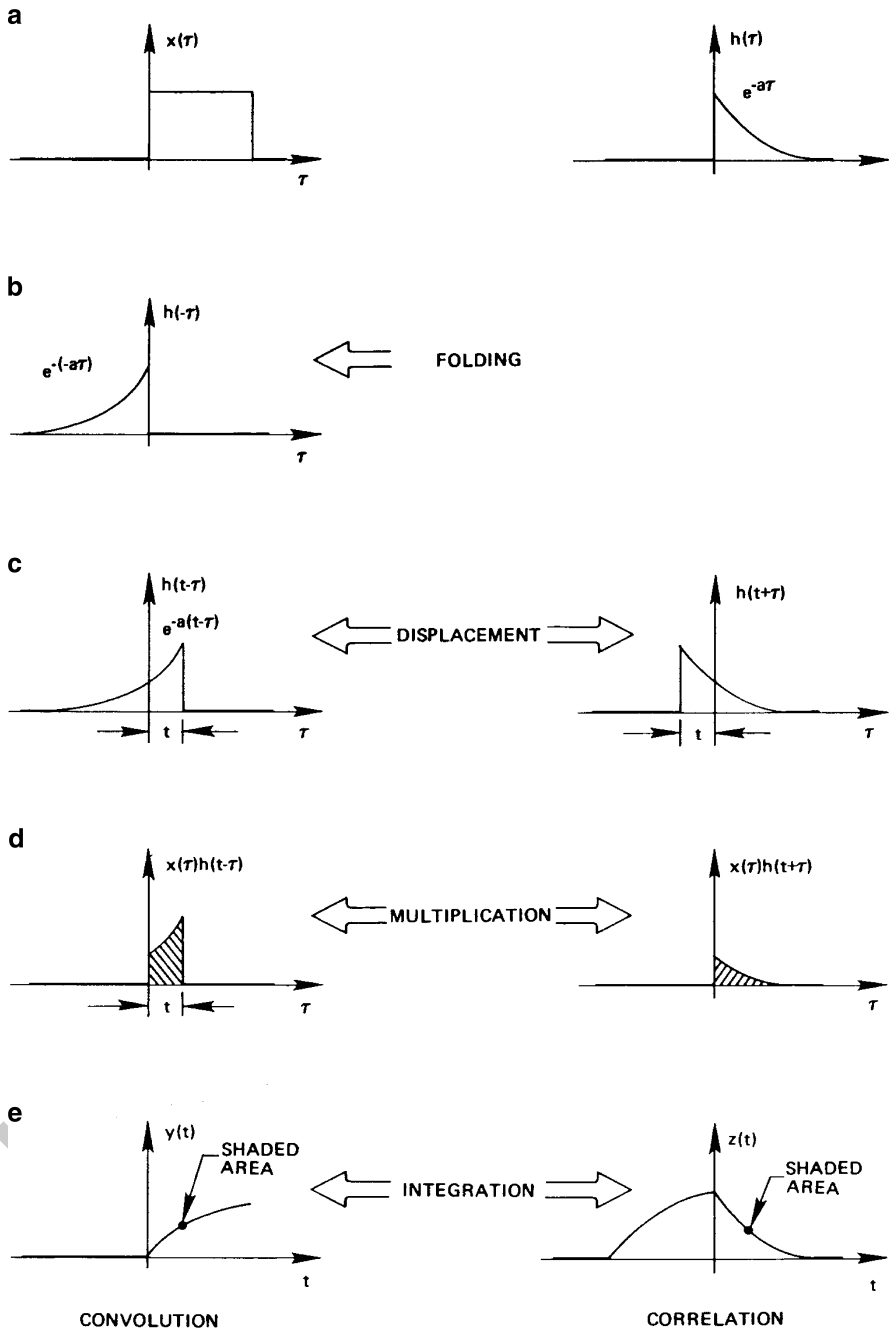 a
x(τ)
h(τ)
e^-aτ
τ
b
h(-τ)
e^-(-aτ)
FOLDING
τ
c
h(t-τ)
h(t+τ)
e^-a(t-τ)
DISPLACEMENT
t
τ
t
τ
d
x(τ)h(t-τ)
x(τ)h(t+τ)
MULTIPLICATION
t
τ
τ
e
y(t)
z(t)
SHADED
AREA
SHADED
AREA
INTEGRATION
t
t
CONVOLUTION
CORRELATION